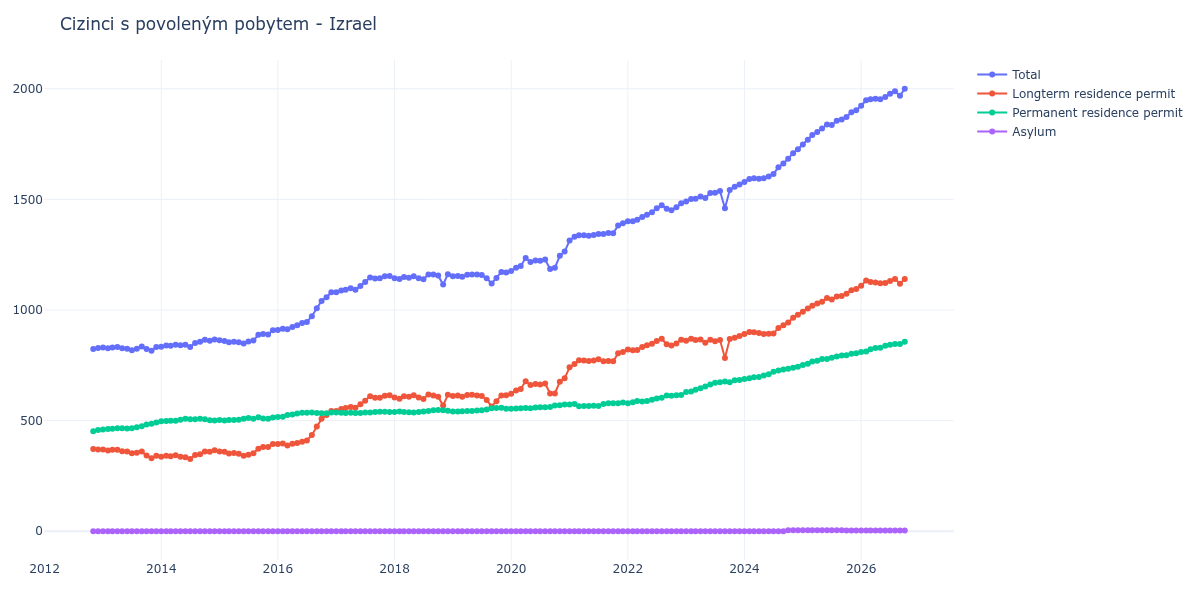 Cizinci s povoleným pobytem - Izrael
Total
Longterm residence permit
Permanent residence permit
Asylum
2000
1500
1000
500
0
2012
2014
2016
2018
2020
2022
2024
2026